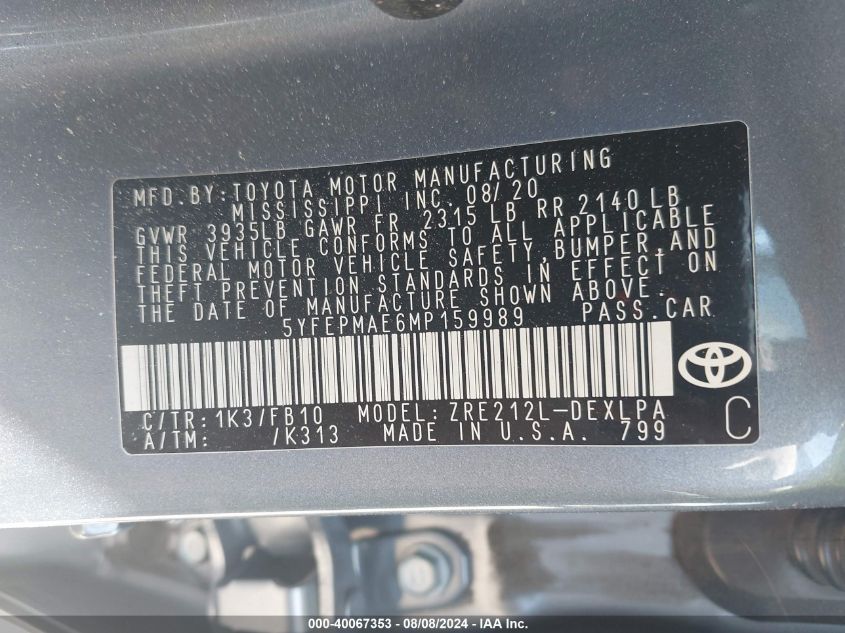 MFD.BY:TOYOTA MOTOR MANUFACTURING
MISSISSIPPI INC. 08/20
GVWR 3935LB GAWR FR 2315 LB RR 2140 LB
THIS VEHICLE CONFORMS TO ALL APPLICABLE
FEDERAL MOTOR VEHICLE SAFETY,BUMPER,AND
THEFT PREVENTION STANDARDS IN EFFECT ON
THE DATE OF MANUFACTURE SHOWN ABOVE.
5YFEPMAE6MP159989 PASS.CAR
C/TR: 1K3/FB10 MODEL: ZRE212L-DEXLPA
A/TM: /K313 MADE IN U.S.A. 799
C
000-40067353 - 08/08/2024 - IAA Inc.